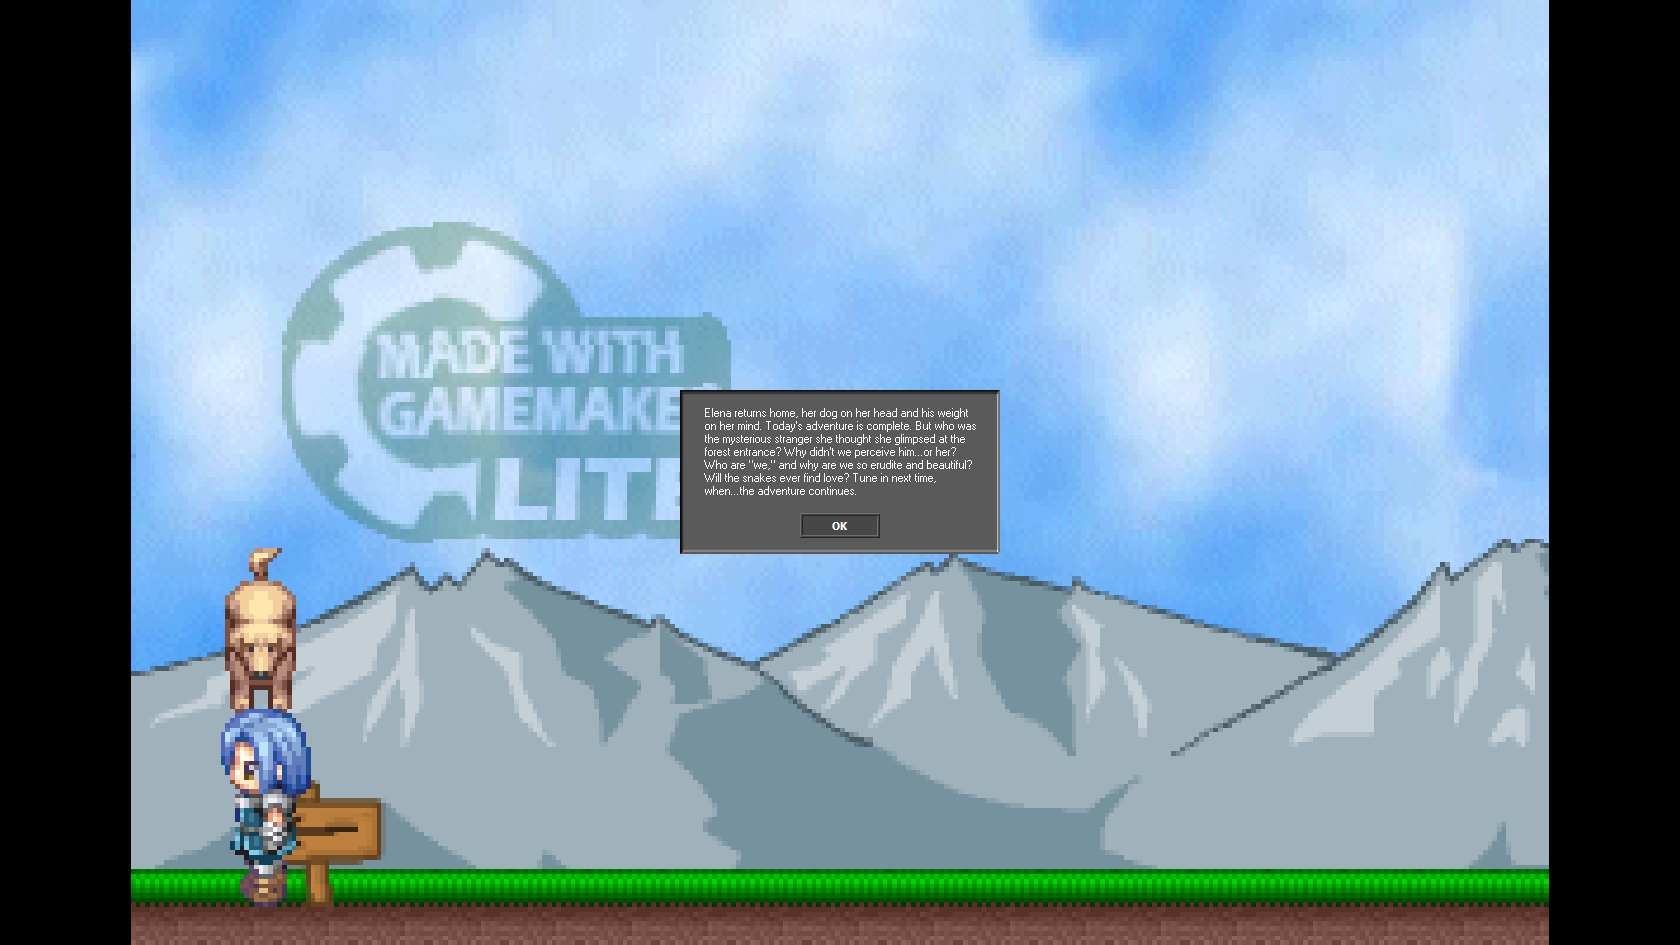 MADE WITH
GAMEMAKE
LITE
Elena returns home, her dog on her head and his weight
on her mind. Today's adventure is complete. But who was
the mysterious stranger she thought she glimpsed at the
forest entrance? Why didn't we perceive him...or her?
Who are "we," and why are we so erudite and beautiful?
Will the snakes ever find love? Tune in next time,
when...the adventure continues.
OK